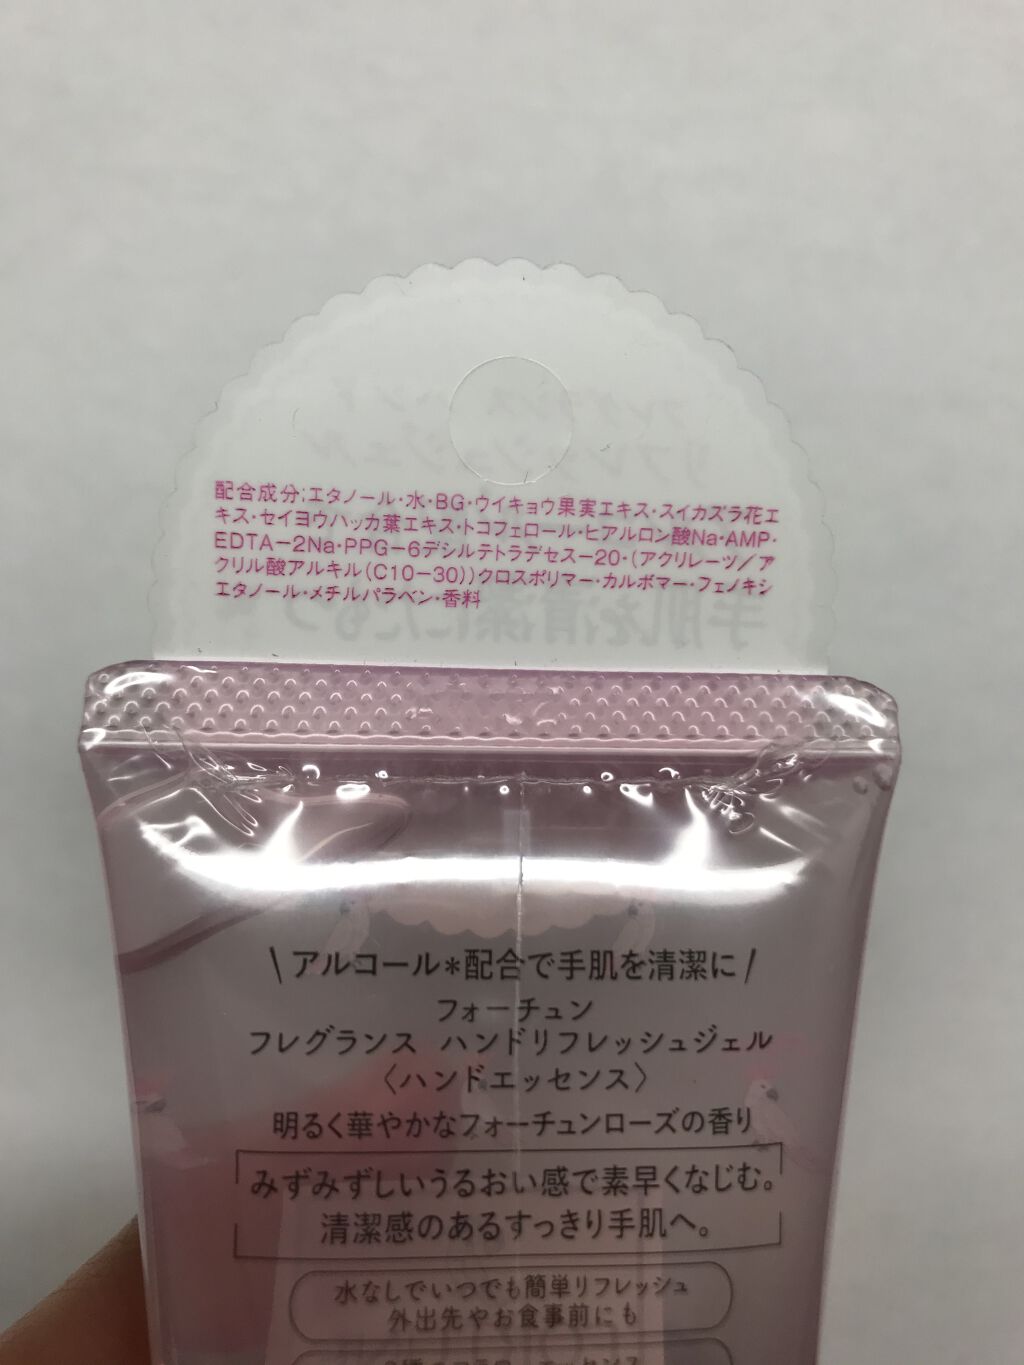 配合成分;エタノール・水・BG・ウイキョウ果実エキス・スイカズラ花エ
キス・セイヨウハッカ葉エキス・トコフェロール・ヒアルロン酸Na・AMP・
EDTA－2Na・PPG－6デシルテトラデセス－20・(アクリレーツ／ア
クリル酸アルキル(C10－30))クロスポリマー・カルボマー・フェノキシ
エタノール・メチルパラベン・香料
\ アルコール＊配合で手肌を清潔に /
フォーチュン
フレグランス ハンドリフレッシュジェル
〈ハンドエッセンス〉
明るく華やかなフォーチュンローズの香り
みずみずしいうるおい感で素早くなじむ。
清潔感のあるすっきり手肌へ。
水なしでいつでも簡単リフレッシュ
外出先やお食事前にも